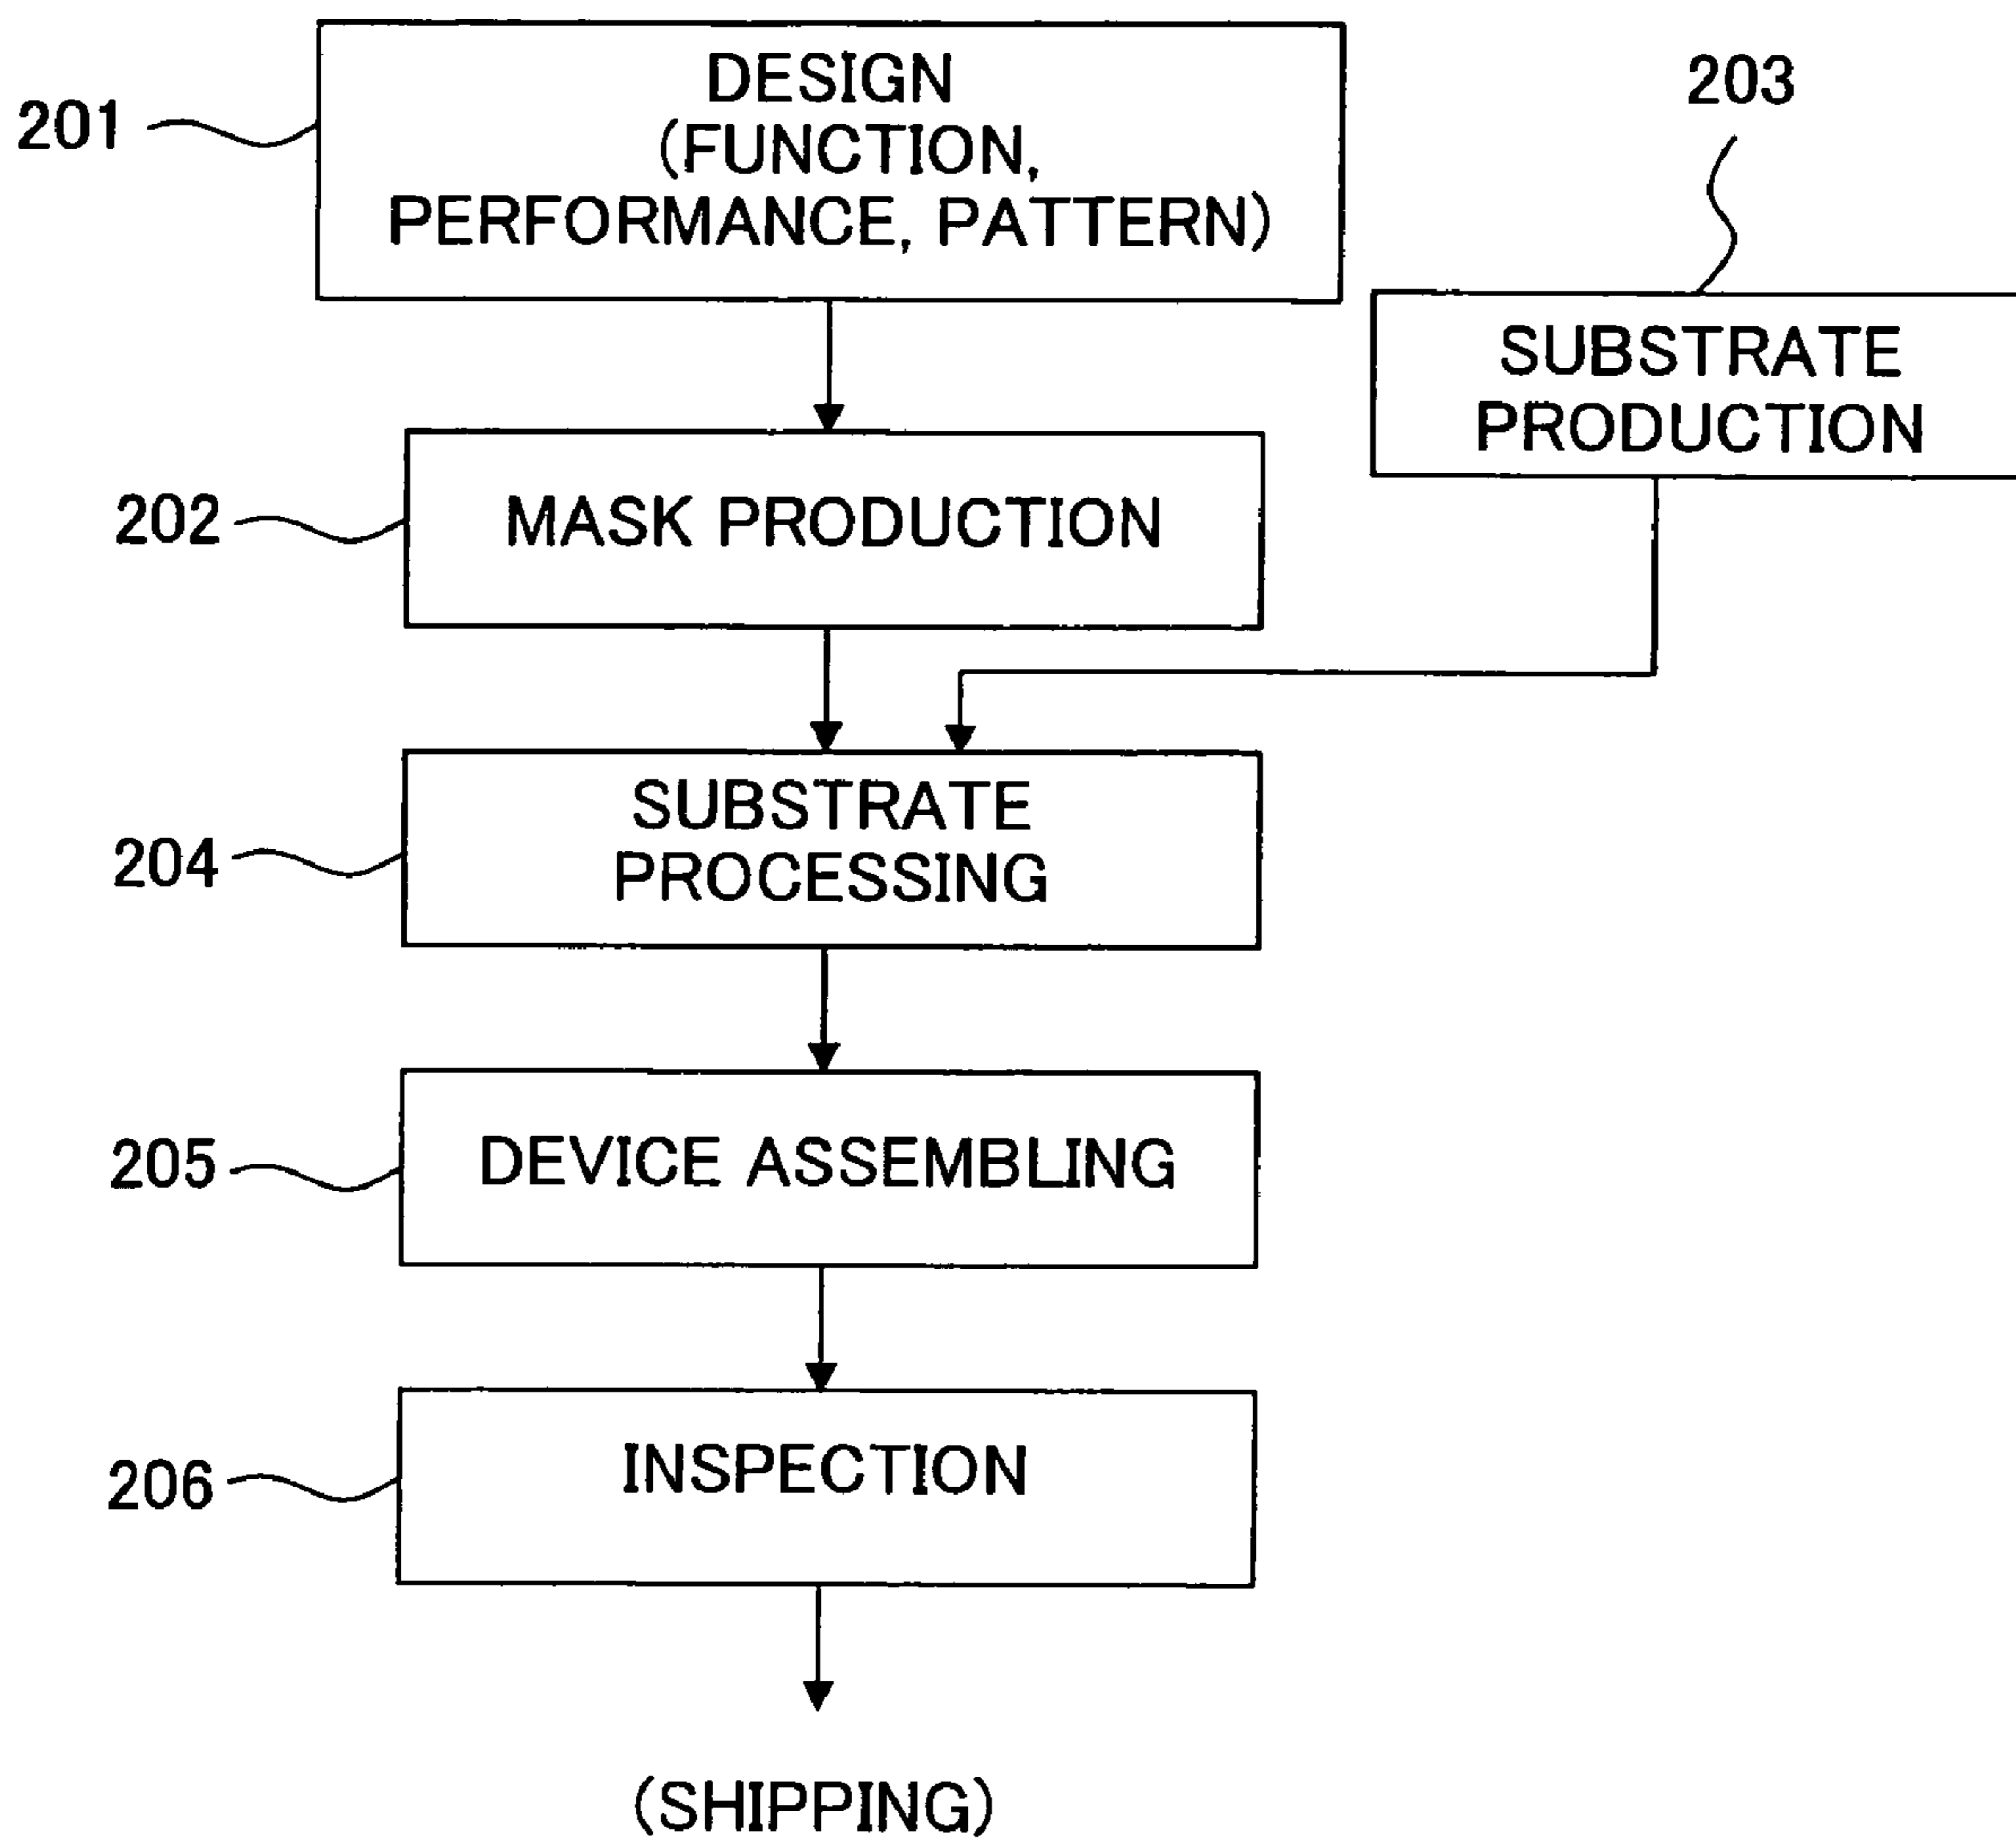 201
DESIGN
(FUNCTION,
PERFORMANCE, PATTERN)
203
SUBSTRATE
PRODUCTION
202
MASK PRODUCTION
204
SUBSTRATE
PROCESSING
205
DEVICE ASSEMBLING
206
INSPECTION
(SHIPPING)